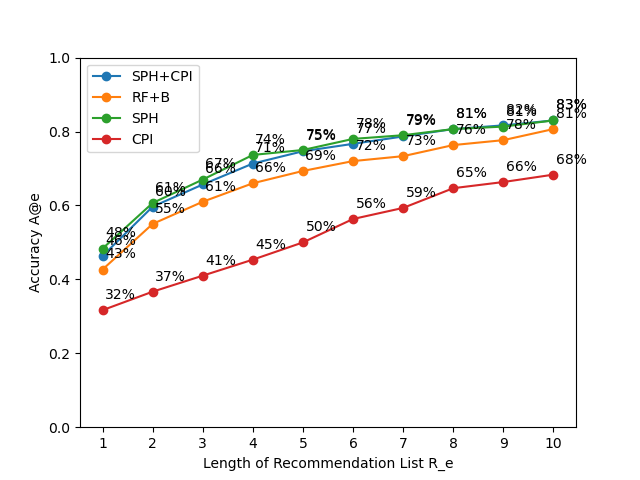 1.0
0.8
0.6
0.4
0.2
0.0
Accuracy A@e
SPH+CPI
RF+B
SPH
CPI
46% 60% 66% 71% 75% 77% 79% 81% 82% 83%
43% 55% 61% 66% 69% 72% 73% 76% 78% 81%
48% 61% 67% 74% 75% 78% 79% 81% 81% 83%
32% 37% 41% 45% 50% 56% 59% 65% 66% 68%
1 2 3 4 5 6 7 8 9 10
Length of Recommendation List R_e